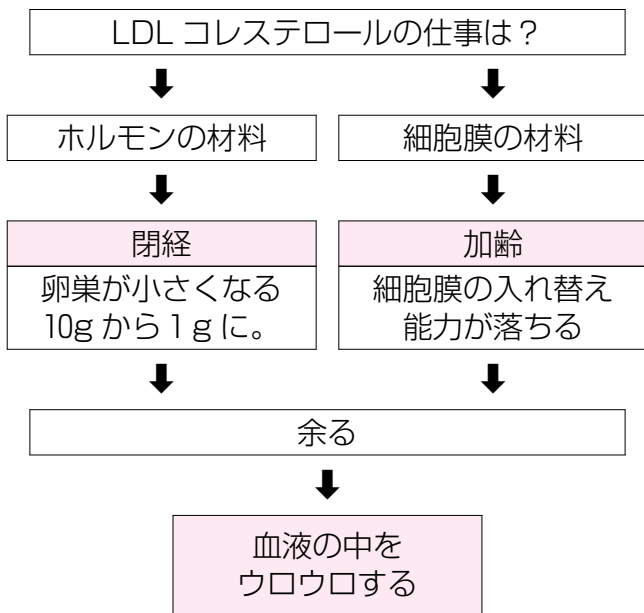 LDL コレステロールの仕事は？
ホルモンの材料
細胞膜の材料
閉経
卵巣が小さくなる
10g から 1 g に。
加齢
細胞膜の入れ替え
能力が落ちる
余る
血液の中を
ウロウロする